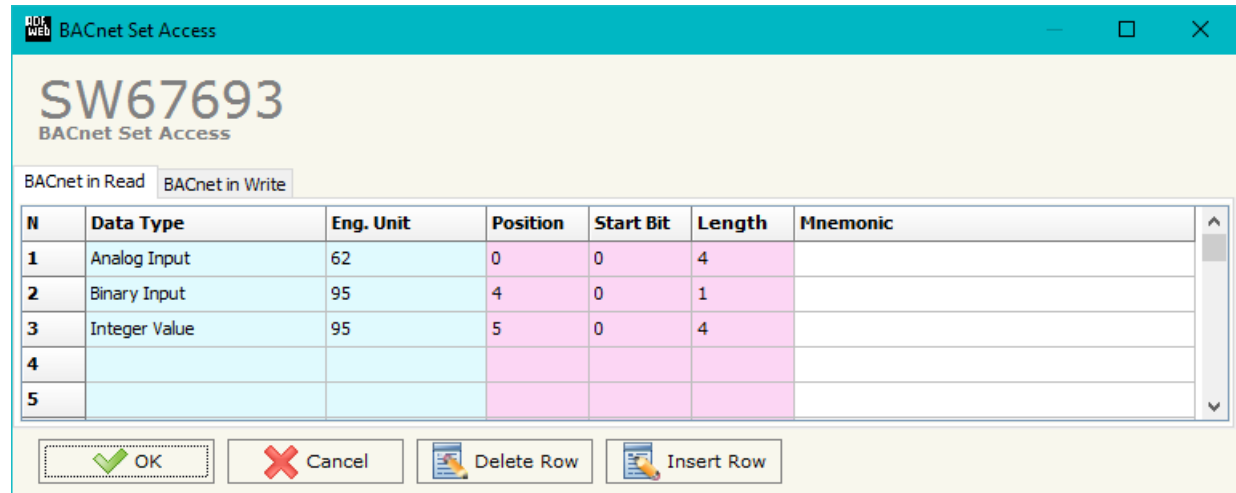 ADF
WEB BACnet Set Access
SW67693
BACnet Set Access
BACnet in Read BACnet in Write
N Data Type Eng. Unit Position Start Bit Length Mnemonic
1 Analog Input 62 0 0 4
2 Binary Input 95 4 0 1
3 Integer Value 95 5 0 4
4
5
OK Cancel Delete Row Insert Row